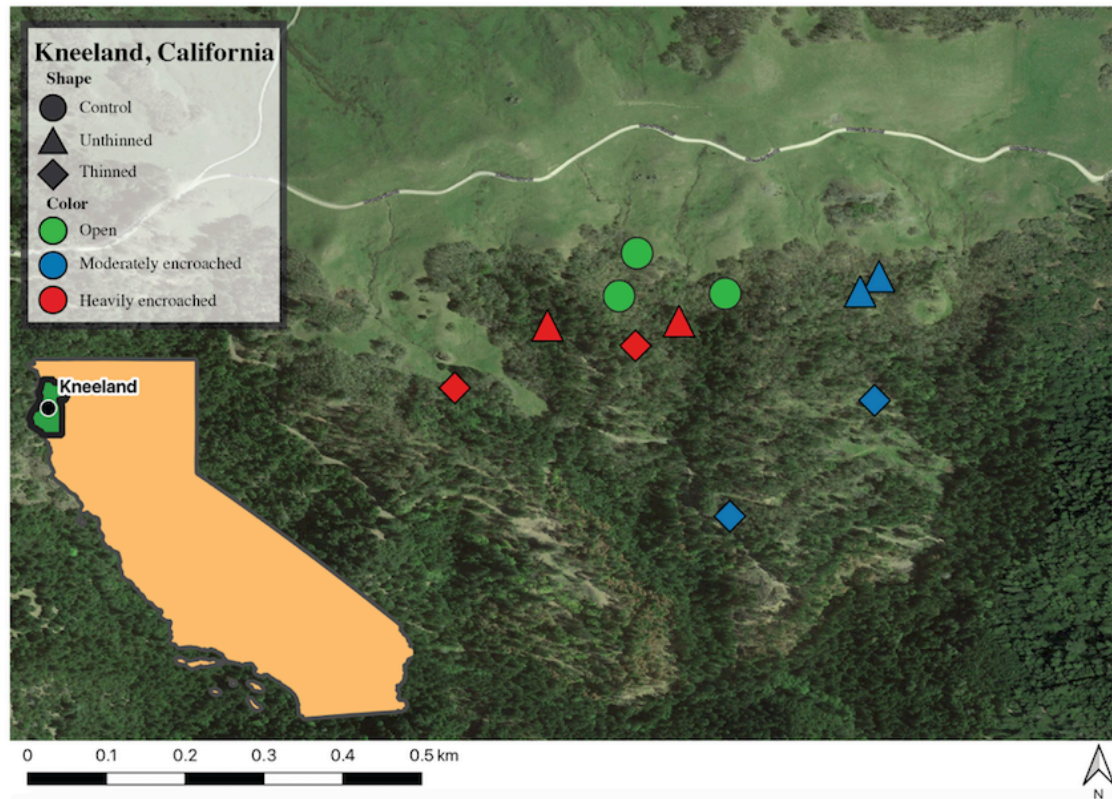 Kneeland, California
Shape
Control
Unthinned
Thinned
Color
Open
Moderately encroached
Heavily encroached
Kneeland
0 0.1 0.2 0.3 0.4 0.5 km
N